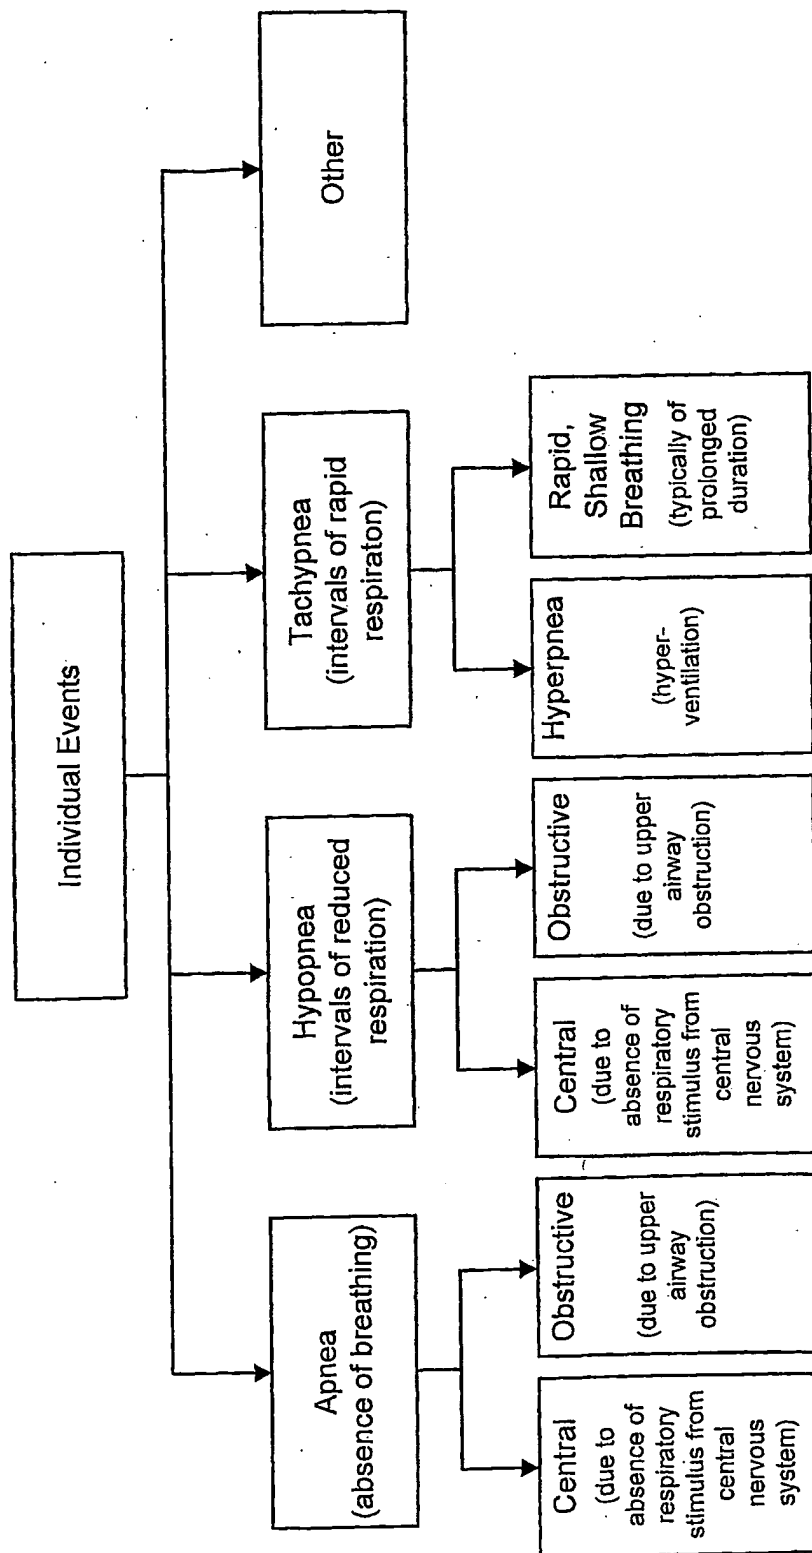 Individual Events
Apnea
(absence of breathing)
Hypopnea
(intervals of reduced
respiration)
Tachypnea
(intervals of rapid
respiraton)
Other
Central
(due to
absence of
respiratory
stimulus from
central
nervous
system)
Obstructive
(due to upper
airway
obstruction)
Central
(due to
absence of
respiratory
stimulus from
central
nervous
system)
Obstructive
(due to upper
airway
obstruction)
Hyperpnea
(hyper-
ventilation)
Rapid,
Shallow
Breathing
(typically of
prolonged
duration)